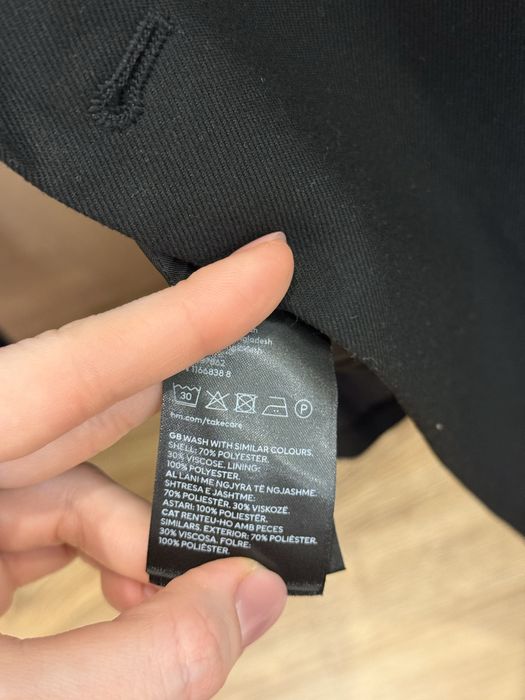 1166838 8
30 P
hm.com/takecare
GB WASH WITH SIMILAR COLOURS.
SHELL: 70% POLYESTER.
30% VISCOSE. LINING:
100% POLYESTER.
AL LANI ME NGJYRA TË NGJASHME.
SHTRESA E JASHTME:
70% POLIESTËR. 30% VISKOZË.
ASTARI: 100% POLIESTËR.
CAT RENTEU-HO AMB PECES
SIMILARS. EXTERIOR: 70% POLIÈSTER.
30% VISCOSA. FOLRE:
100% POLIÈSTER.